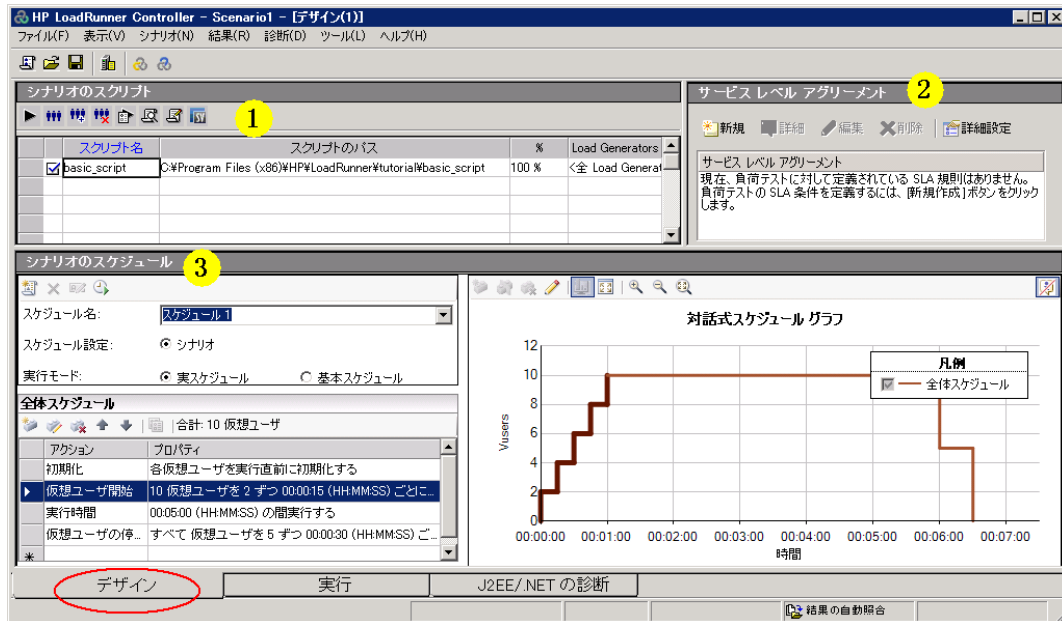 HP LoadRunner Controller - Scenario1 - [デザイン(1)]
ファイル(F) 表示(V) シナリオ(N) 結果(R) 診断(D) ツール(L) ヘルプ(H)
シナリオのスクリプト
1
スクリプト名 スクリプトのパス % Load Generators
basic_script C:¥Program Files (x86)¥HP¥LoadRunner¥tutorial¥basic_script 100 % <全 Load Generat
サービス レベル アグリーメント
2
新規 詳細 編集 削除 詳細設定
サービス レベル アグリーメント
現在、負荷テストに対して定義されている SLA 規則はありません。
負荷テストの SLA 条件を定義するには、[新規作成] ボタンをクリック
します。
シナリオのスケジュール
3
スケジュール名: スケジュール 1
スケジュール設定: シナリオ
実行モード: 実スケジュール 基本スケジュール
全体スケジュール
合計: 10 仮想ユーザ
アクション プロパティ
初期化 各仮想ユーザを実行直前に初期化する
仮想ユーザ開始 10 仮想ユーザを 2 ずつ 00:00:15 (HH:MM:SS) ごとに...
実行時間 00:05:00 (HH:MM:SS) の間実行する
仮想ユーザの停... すべて 仮想ユーザを 5 ずつ 00:00:30 (HH:MM:SS) ご...
*
対話式スケジュール グラフ
凡例
全体スケジュール
Vusers
12
10
8
6
4
2
0
00:00:00 00:01:00 00:02:00 00:03:00 00:04:00 00:05:00 00:06:00 00:07:00
時間
デザイン 実行 J2EE/.NET の診断
結果の自動照合